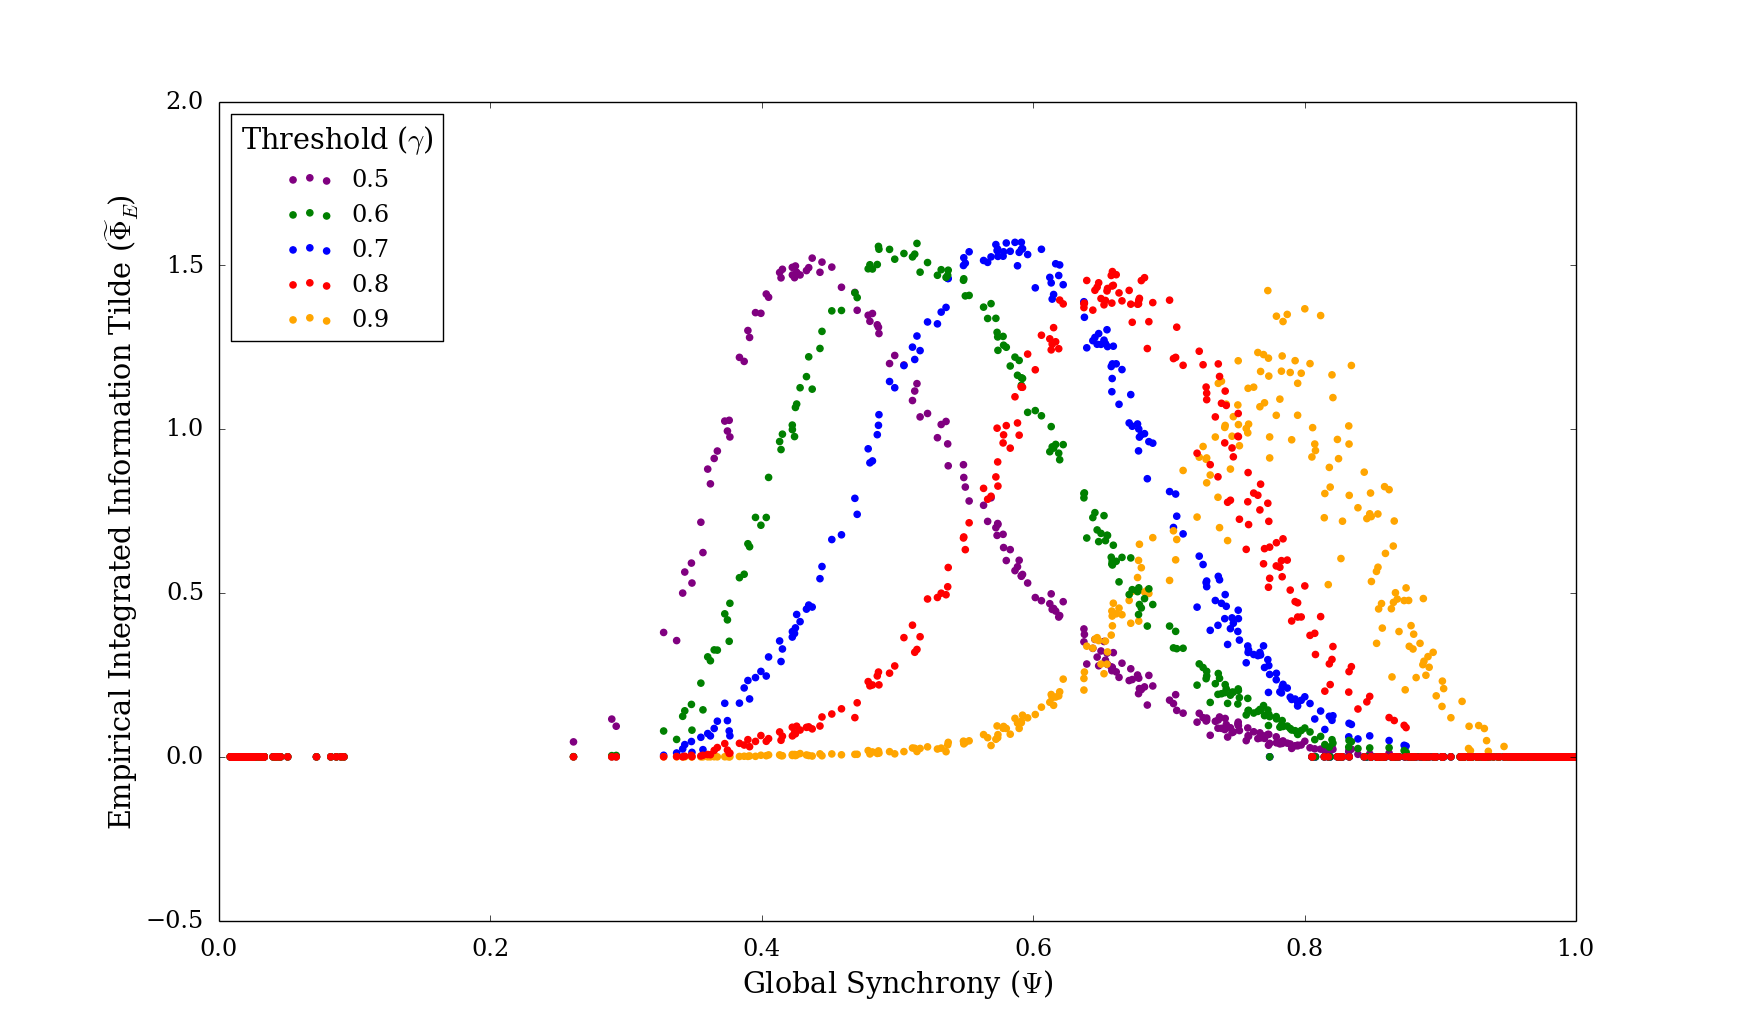 2.0
1.5
1.0
0.5
0.0
−0.5
0.0 0.2 0.4 0.6 0.8 1.0
Global Synchrony (Ψ)
Empirical Integrated Information Tilde (Φ̃_E)
Threshold (γ)
0.5
0.6
0.7
0.8
0.9